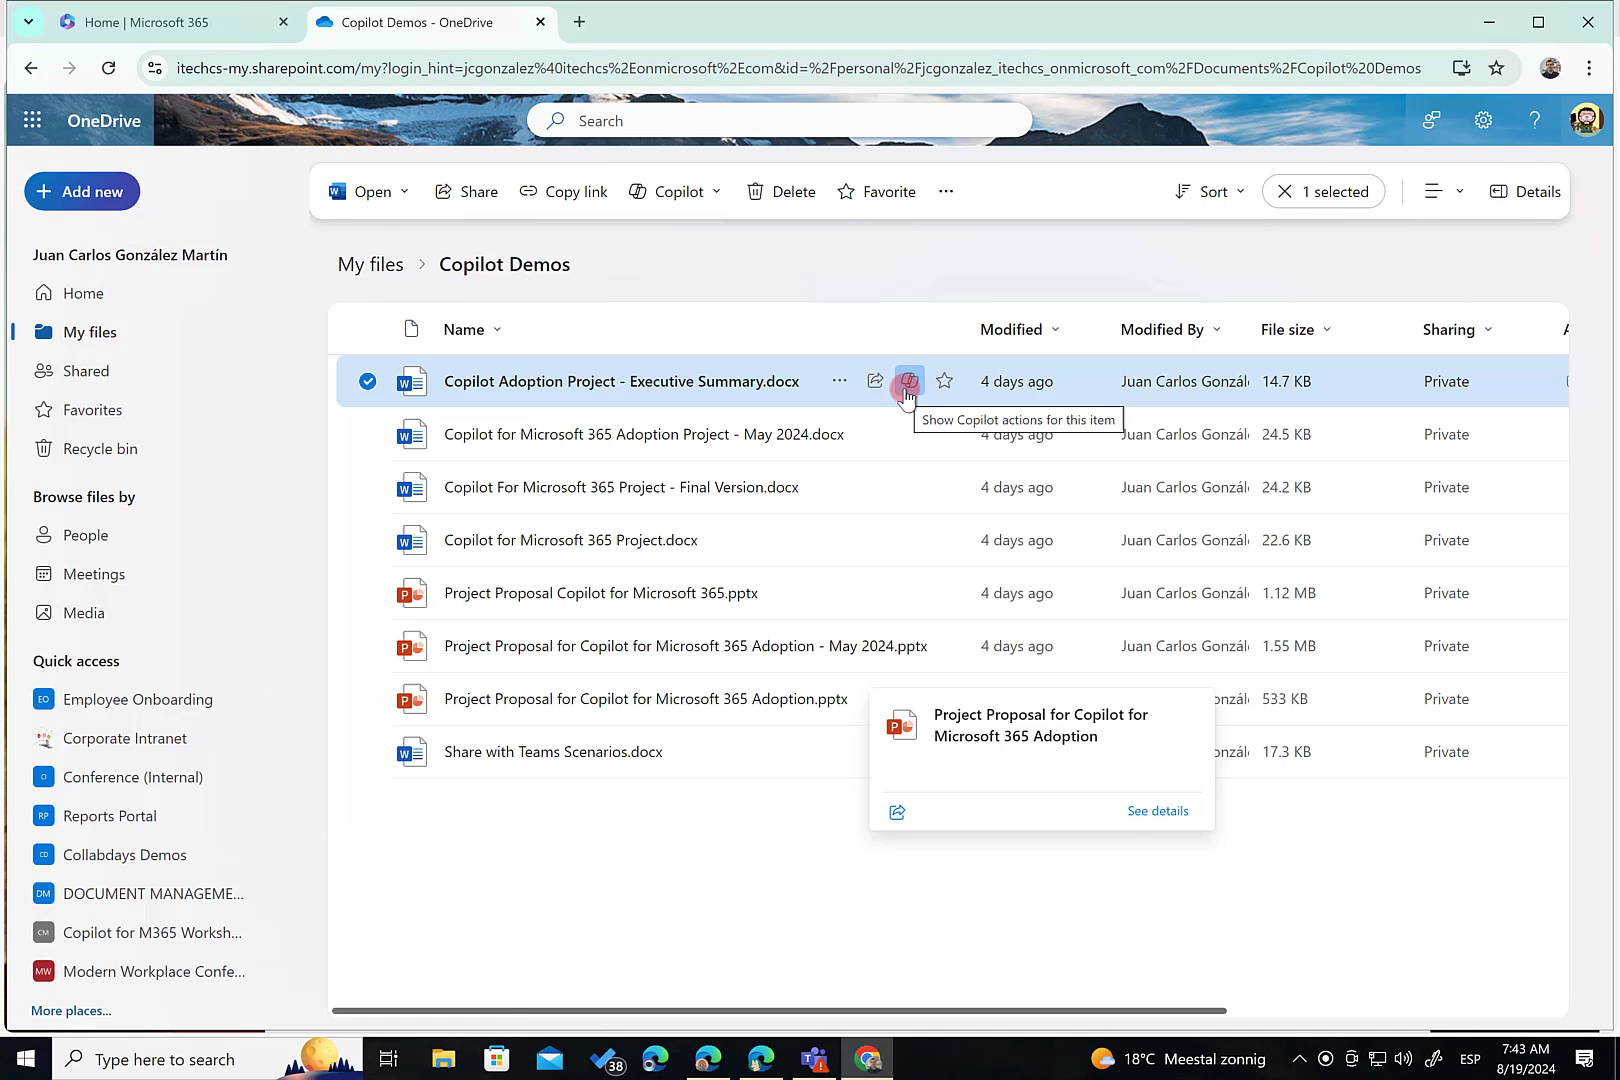 Home | Microsoft 365
Copilot Demos - OneDrive
itechcs-my.sharepoint.com/my?login_hint=jcgonzalez%40itechcs%2Eonmicrosoft%2Ecom&id=%2Fpersonal%2Fjcgonzalez_itechcs_onmicrosoft_com%2FDocuments%2FCopilot%20Demos
OneDrive
Search
Add new
Open
Share
Copy link
Copilot
Delete
Favorite
Sort
1 selected
Details
Juan Carlos González Martín
Home
My files
Shared
Favorites
Recycle bin
Browse files by
People
Meetings
Media
Quick access
EO Employee Onboarding
Corporate Intranet
Conference (Internal)
RP Reports Portal
CD Collabdays Demos
DM DOCUMENT MANAGEME...
CM Copilot for M365 Worksh...
MW Modern Workplace Confe...
More places...
My files > Copilot Demos
Name Modified Modified By File size Sharing
Copilot Adoption Project - Executive Summary.docx 4 days ago Juan Carlos Gonzál 14.7 KB Private
Show Copilot actions for this item
Copilot for Microsoft 365 Adoption Project - May 2024.docx 4 days ago Juan Carlos Gonzál 24.5 KB Private
Copilot For Microsoft 365 Project - Final Version.docx 4 days ago Juan Carlos Gonzál 24.2 KB Private
Copilot for Microsoft 365 Project.docx 4 days ago Juan Carlos Gonzál 22.6 KB Private
Project Proposal Copilot for Microsoft 365.pptx 4 days ago Juan Carlos Gonzál 1.12 MB Private
Project Proposal for Copilot for Microsoft 365 Adoption - May 2024.pptx 4 days ago Juan Carlos Gonzál 1.55 MB Private
Project Proposal for Copilot for Microsoft 365 Adoption.pptx onzál 533 KB Private
Share with Teams Scenarios.docx onzál 17.3 KB Private
Project Proposal for Copilot for
Microsoft 365 Adoption
See details
Type here to search
38
18°C Meestal zonnig
ESP
7:43 AM
8/19/2024